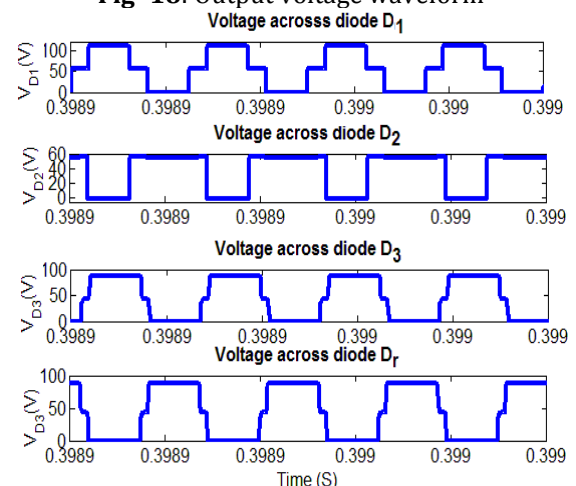 Fig 18: Output voltage waveform
Voltage acrosss diode D1
VD1(V)
100
50
0
0.3989 0.3989 0.3989 0.399 0.399 0.399
Voltage across diode D2
VD2(V)
60
40
20
0
0.3989 0.3989 0.3989 0.399 0.399 0.399
Voltage across diode D3
VD3(V)
100
50
0
0.3989 0.3989 0.3989 0.399 0.399 0.399
Voltage across diode Dr
VD3(V)
100
50
0
0.3989 0.3989 0.3989 0.399 0.399 0.399
Time (S)